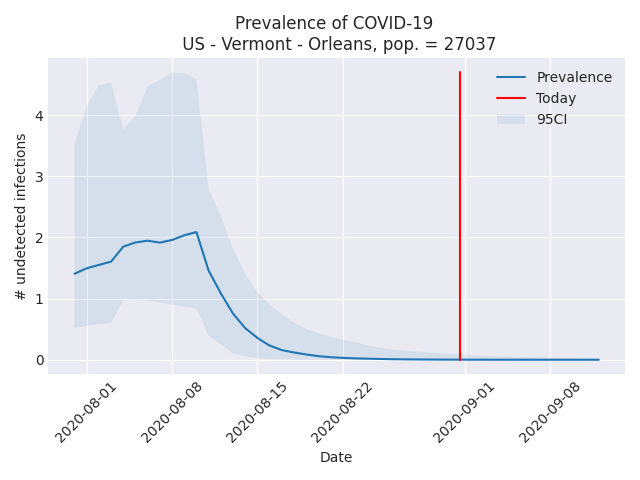 Prevalence of COVID-19
US - Vermont - Orleans, pop. = 27037
Prevalence
Today
95CI
# undetected infections
4
3
2
1
0
2020-08-01
2020-08-08
2020-08-15
2020-08-22
2020-09-01
2020-09-08
Date